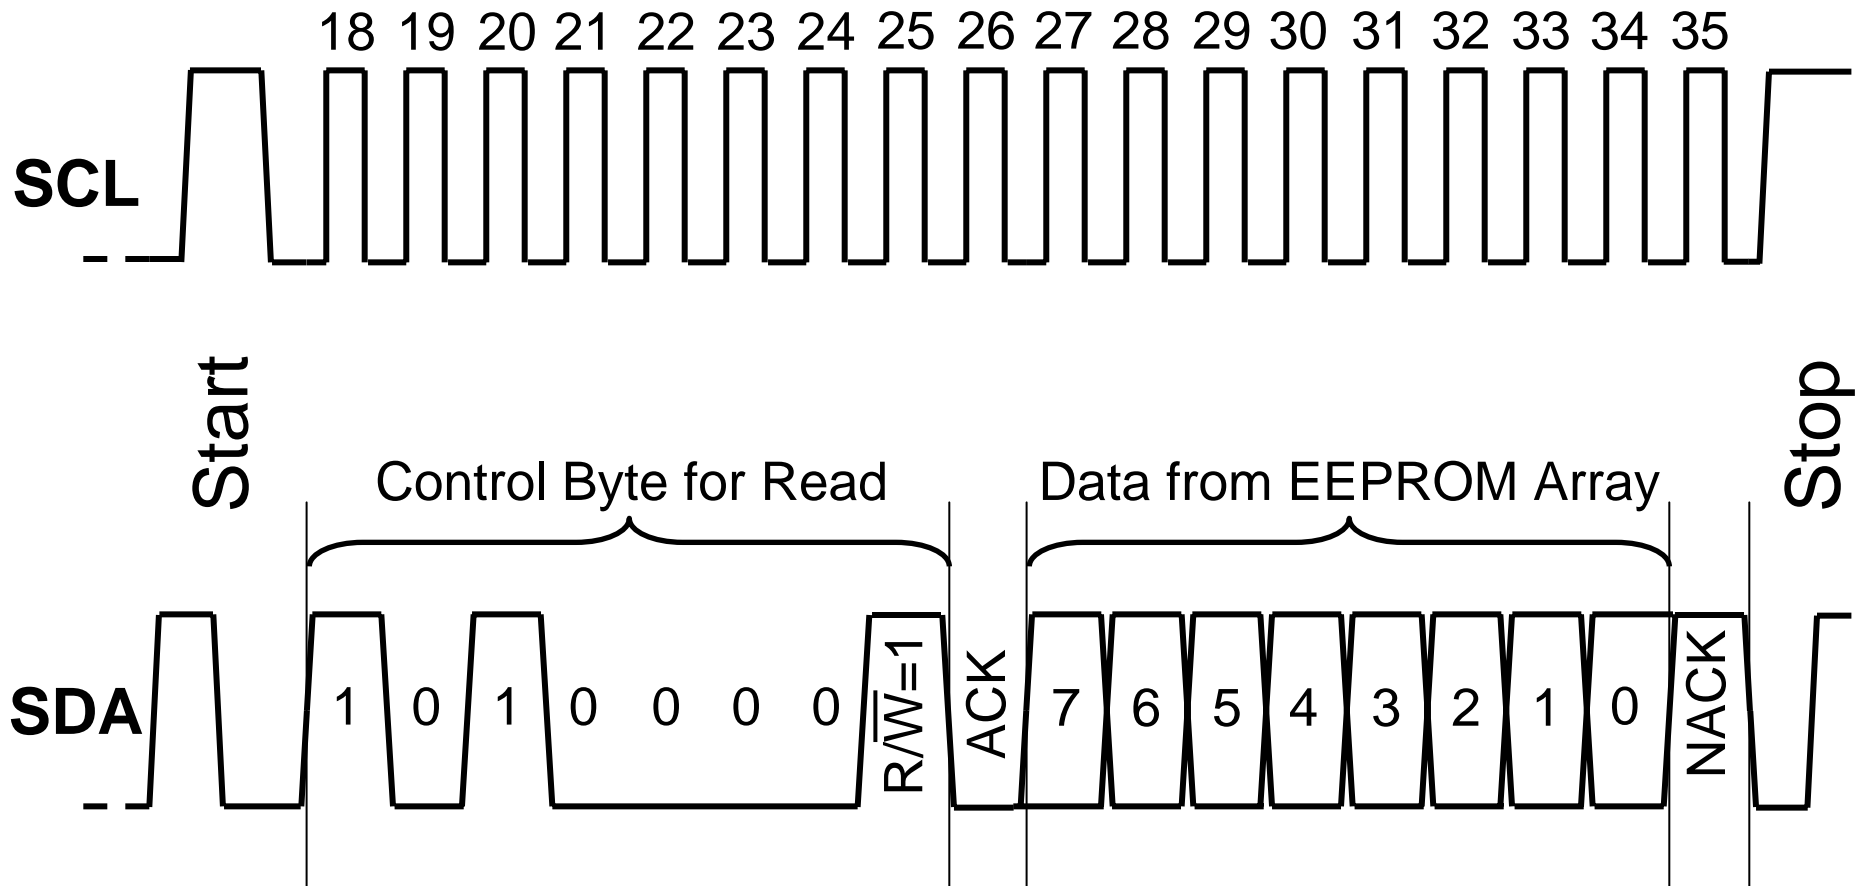 18 19 20 21 22 23 24 25 26 27 28 29 30 31 32 33 34 35
SCL
Start
Stop
Control Byte for Read
Data from EEPROM Array
SDA
1 0 1 0 0 0 0 R/W̅=1 ACK 7 6 5 4 3 2 1 0 NACK